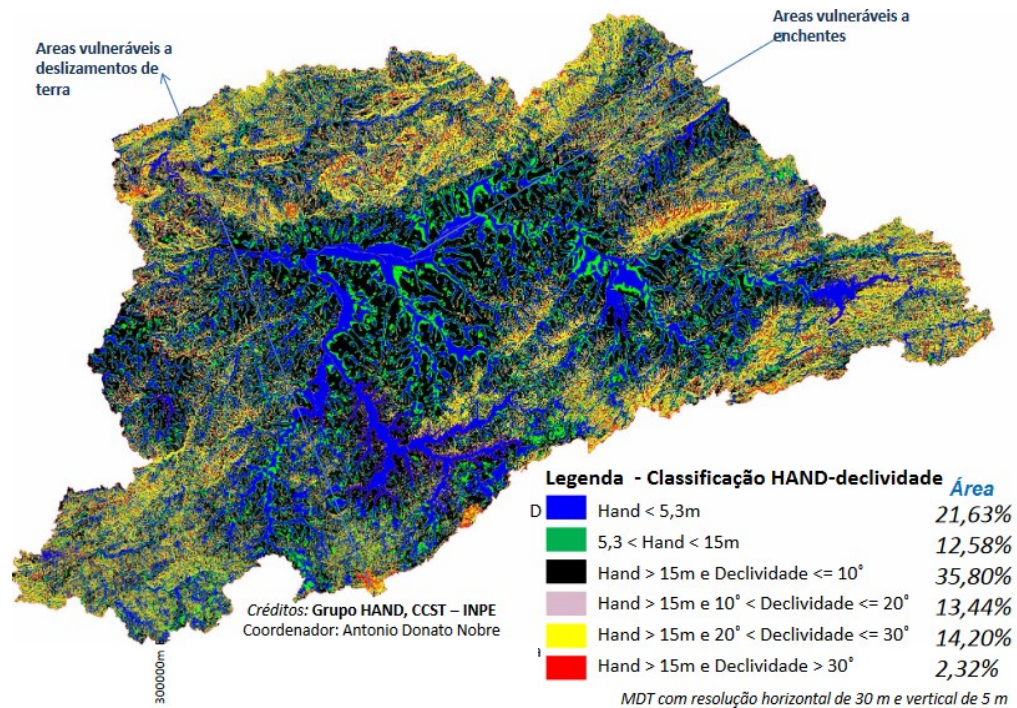 Areas vulneráveis a
deslizamentos de
terra
Areas vulneráveis a
enchentes
Legenda - Classificação HAND-declividade Área
D
Hand < 5,3m 21,63%
5,3 < Hand < 15m 12,58%
Hand > 15m e Declividade <= 10° 35,80%
Hand > 15m e 10° < Declividade <= 20° 13,44%
Hand > 15m e 20° < Declividade <= 30° 14,20%
a
Hand > 15m e Declividade > 30° 2,32%
Créditos: Grupo HAND, CCST – INPE
Coordenador: Antonio Donato Nobre
300000m E
MDT com resolução horizontal de 30 m e vertical de 5 m